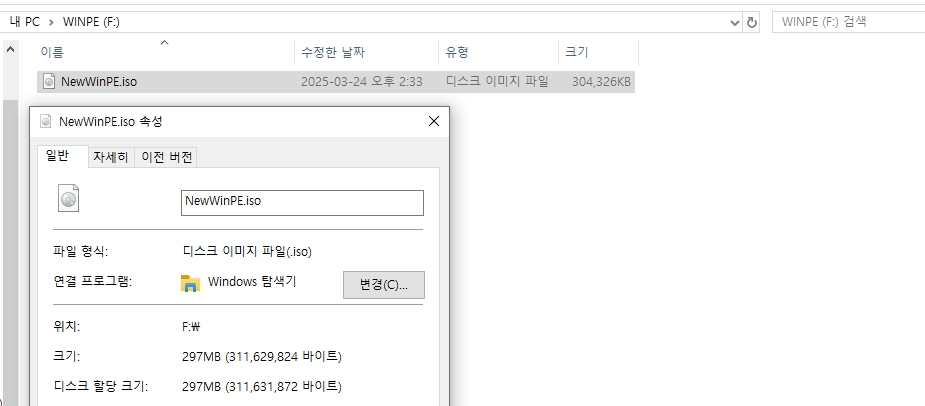 내 PC > WINPE (F:)
WINPE (F:) 검색
이름 수정한 날짜 유형 크기
NewWinPE.iso 2025-03-24 오후 2:33 디스크 이미지 파일 304,326KB
NewWinPE.iso 속성
일반 자세히 이전 버전
NewWinPE.iso
파일 형식: 디스크 이미지 파일(.iso)
연결 프로그램: Windows 탐색기 변경(C)...
위치: F:₩
크기: 297MB (311,629,824 바이트)
디스크 할당 크기: 297MB (311,631,872 바이트)